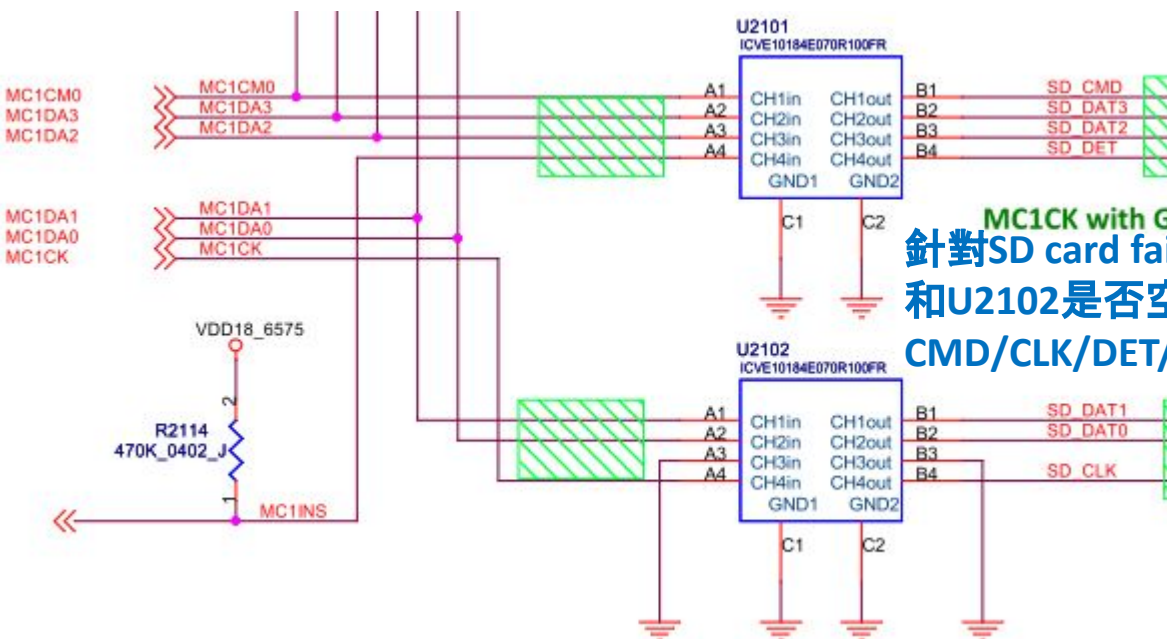 U2101
ICVE10184E070R100FR
MC1CM0 MC1CM0 A1 CH1in CH1out B1 SD_CMD
MC1DA3 MC1DA3 A2 CH2in CH2out B2 SD_DAT3
MC1DA2 MC1DA2 A3 CH3in CH3out B3 SD_DAT2
A4 CH4in CH4out B4 SD_DET
GND1 GND2
MC1DA1 MC1DA1
C1 C2
MC1CK with G
MC1DA0 MC1DA0
MC1CK MC1CK
針對SD card fai
和U2102是否空
VDD18_6575
CMD/CLK/DET/
U2102
ICVE10184E070R100FR
2
R2114
470K_0402_J
1
A1 CH1in CH1out B1 SD_DAT1
A2 CH2in CH2out B2 SD_DAT0
A3 CH3in CH3out B3
A4 CH4in CH4out B4 SD_CLK
GND1 GND2
MC1INS
C1 C2